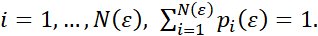 i = 1, … , N(ε), ∑_{i=1}^{N(ε)} p_i(ε) = 1.